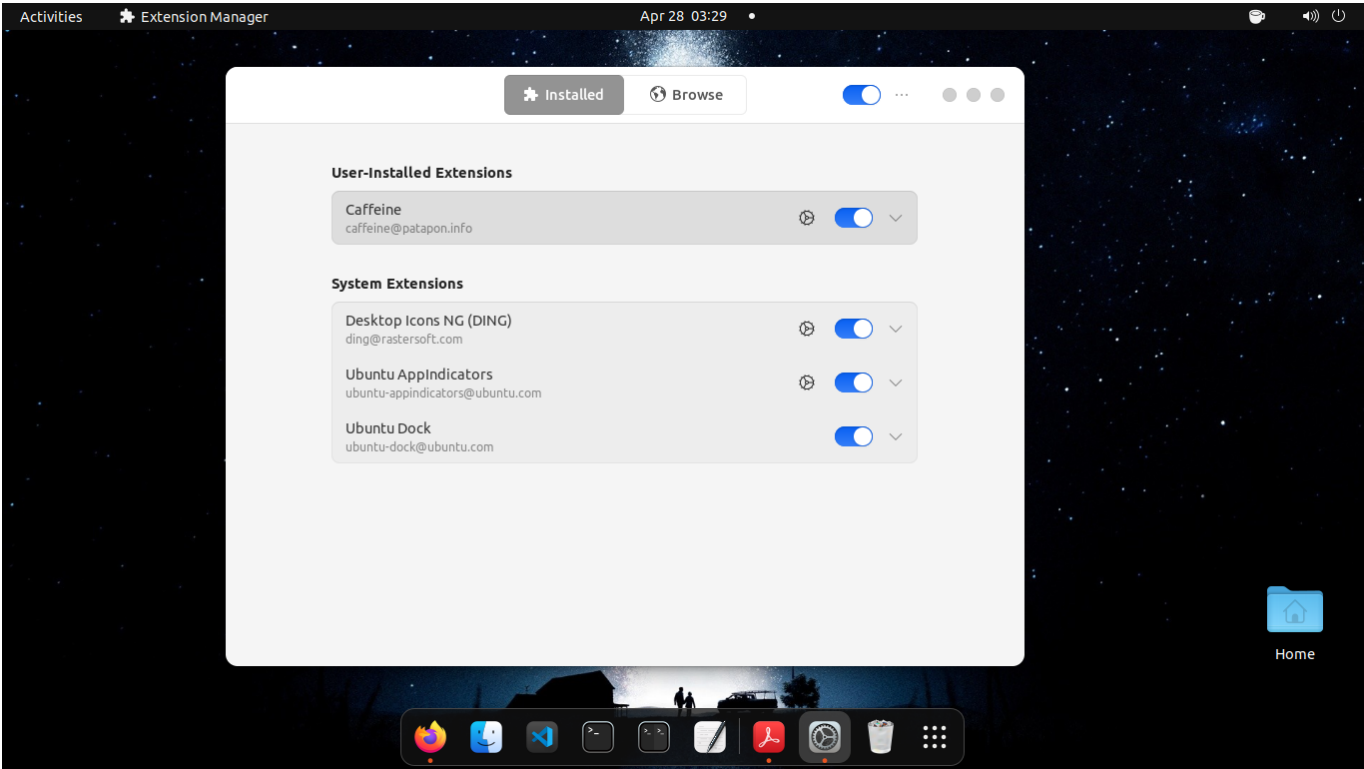 Activities
Extension Manager
Apr 28 03:29
Installed
Browse
User-Installed Extensions
Caffeine
caffeine@patapon.info
System Extensions
Desktop Icons NG (DING)
ding@rastersoft.com
Ubuntu AppIndicators
ubuntu-appindicators@ubuntu.com
Ubuntu Dock
ubuntu-dock@ubuntu.com
Home